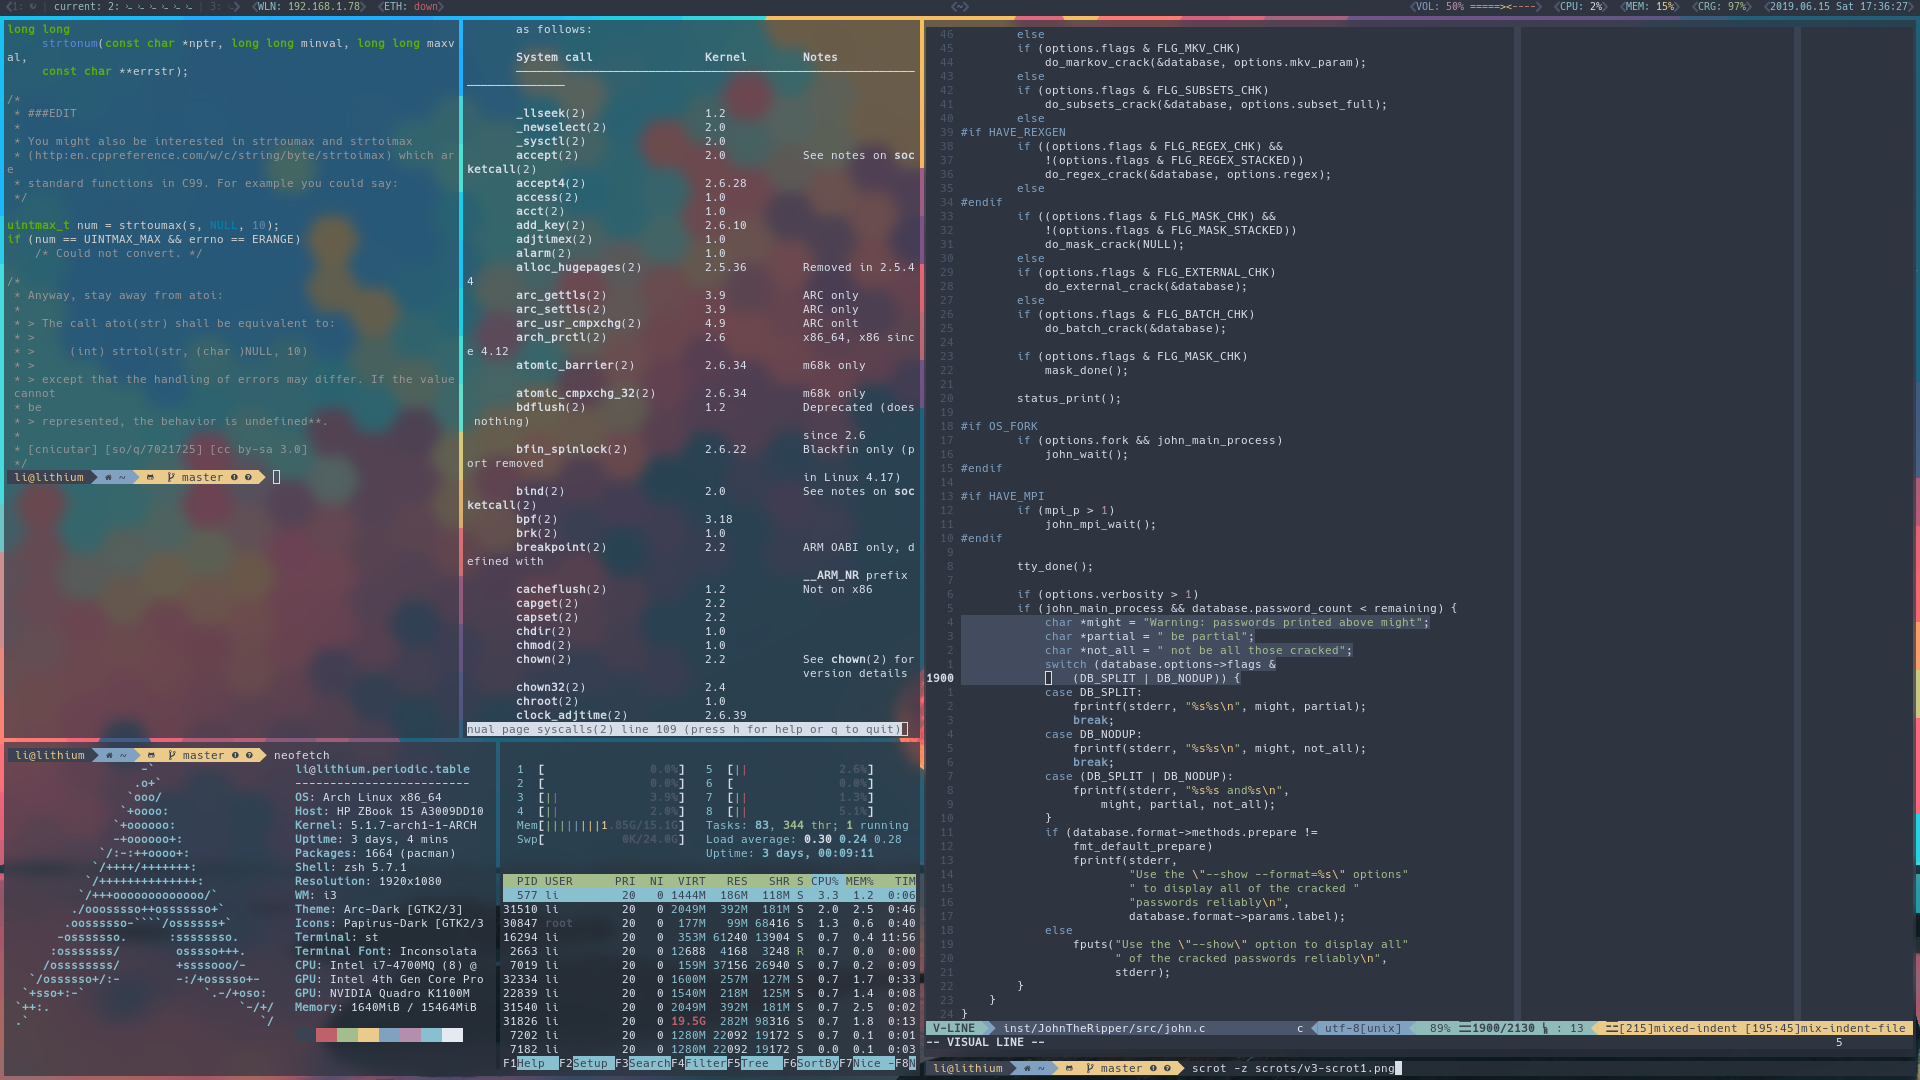 1: current: 2: 3: WLN: 192.168.1.78 ETH: down
VOL: 50% =====><---- CPU: 2% MEM: 15% CRG: 97% 2019.06.15 Sat 17:36:27
long long
strtonum(const char *nptr, long long minval, long long maxv
al,
const char **errstr);
/*
* ###EDIT
*
* You might also be interested in strtoumax and strtoimax
* (http:en.cppreference.com/w/c/string/byte/strtoimax) which ar
e
* standard functions in C99. For example you could say:
*/
uintmax_t num = strtoumax(s, NULL, 10);
if (num == UINTMAX_MAX && errno == ERANGE)
/* Could not convert. */
/*
* Anyway, stay away from atoi:
*
* > The call atoi(str) shall be equivalent to:
* >
* > (int) strtol(str, (char )NULL, 10)
* >
* > except that the handling of errors may differ. If the value
cannot
* be
* > represented, the behavior is undefined**.
*
* [cnicutar] [so/q/7021725] [cc by-sa 3.0]
*/
li@lithium ~ master
as follows:
System call Kernel Notes
_llseek(2) 1.2
_newselect(2) 2.0
_sysctl(2) 2.0
accept(2) 2.0 See notes on soc
ketcall(2)
accept4(2) 2.6.28
access(2) 1.0
acct(2) 1.0
add_key(2) 2.6.10
adjtimex(2) 1.0
alarm(2) 1.0
alloc_hugepages(2) 2.5.36 Removed in 2.5.4
4
arc_gettls(2) 3.9 ARC only
arc_settls(2) 3.9 ARC only
arc_usr_cmpxchg(2) 4.9 ARC onlt
arch_prctl(2) 2.6 x86_64, x86 sinc
e 4.12
atomic_barrier(2) 2.6.34 m68k only
atomic_cmpxchg_32(2) 2.6.34 m68k only
bdflush(2) 1.2 Deprecated (does
nothing)
since 2.6
bfin_spinlock(2) 2.6.22 Blackfin only (p
ort removed
in Linux 4.17)
bind(2) 2.0 See notes on soc
ketcall(2)
bpf(2) 3.18
brk(2) 1.0
breakpoint(2) 2.2 ARM OABI only, d
efined with
__ARM_NR prefix
cacheflush(2) 1.2 Not on x86
capget(2) 2.2
capset(2) 2.2
chdir(2) 1.0
chmod(2) 1.0
chown(2) 2.2 See chown(2) for
version details
chown32(2) 2.4
chroot(2) 1.0
clock_adjtime(2) 2.6.39
nual page syscalls(2) line 109 (press h for help or q to quit)
li@lithium ~ master neofetch
li@lithium.periodic.table
-------------------------
OS: Arch Linux x86_64
Host: HP ZBook 15 A3009DD10
Kernel: 5.1.7-arch1-1-ARCH
Uptime: 3 days, 4 mins
Packages: 1664 (pacman)
Shell: zsh 5.7.1
Resolution: 1920x1080
WM: i3
Theme: Arc-Dark [GTK2/3]
Icons: Papirus-Dark [GTK2/3
Terminal: st
Terminal Font: Inconsolata
CPU: Intel i7-4700MQ (8) @
GPU: Intel 4th Gen Core Pro
GPU: NVIDIA Quadro K1100M
Memory: 1640MiB / 15464MiB
1 [ 0.0%] 5 [|| 2.6%]
2 [ 0.0%] 6 [ 0.0%]
3 [|| 3.9%] 7 [|| 1.3%]
4 [|| 2.0%] 8 [|| 5.1%]
Mem[||||||||1.85G/15.1G] Tasks: 83, 344 thr; 1 running
Swp[ 0K/24.0G] Load average: 0.30 0.24 0.28
Uptime: 3 days, 00:09:11
PID USER PRI NI VIRT RES SHR S CPU% MEM% TIM
577 li 20 0 1444M 186M 118M S 3.3 1.2 0:06
31510 li 20 0 2049M 392M 181M S 2.0 2.5 0:46
30847 root 20 0 177M 99M 68416 S 1.3 0.6 0:40
16294 li 20 0 353M 61240 13904 S 0.7 0.4 11:56
2663 li 20 0 12688 4168 3248 R 0.7 0.0 0:00
7019 li 20 0 159M 37156 26940 S 0.7 0.2 0:09
32334 li 20 0 1600M 257M 127M S 0.7 1.7 0:33
22839 li 20 0 1540M 218M 125M S 0.7 1.4 0:08
31540 li 20 0 2049M 392M 181M S 0.7 2.5 0:02
31826 li 20 0 19.5G 282M 98316 S 0.7 1.8 0:13
7202 li 20 0 1280M 22092 19172 S 0.7 0.1 0:01
7182 li 20 0 1280M 22092 19172 S 0.0 0.1 0:03
F1Help F2Setup F3SearchF4FilterF5Tree F6SortByF7Nice -F8N
46 else
45 if (options.flags & FLG_MKV_CHK)
44 do_markov_crack(&database, options.mkv_param);
43 else
42 if (options.flags & FLG_SUBSETS_CHK)
41 do_subsets_crack(&database, options.subset_full);
40 else
39 #if HAVE_REXGEN
38 if ((options.flags & FLG_REGEX_CHK) &&
37 !(options.flags & FLG_REGEX_STACKED))
36 do_regex_crack(&database, options.regex);
35 else
34 #endif
33 if ((options.flags & FLG_MASK_CHK) &&
32 !(options.flags & FLG_MASK_STACKED))
31 do_mask_crack(NULL);
30 else
29 if (options.flags & FLG_EXTERNAL_CHK)
28 do_external_crack(&database);
27 else
26 if (options.flags & FLG_BATCH_CHK)
25 do_batch_crack(&database);
24
23 if (options.flags & FLG_MASK_CHK)
22 mask_done();
21
20 status_print();
19
18 #if OS_FORK
17 if (options.fork && john_main_process)
16 john_wait();
15 #endif
14
13 #if HAVE_MPI
12 if (mpi_p > 1)
11 john_mpi_wait();
10 #endif
9
8 tty_done();
7
6 if (options.verbosity > 1)
5 if (john_main_process && database.password_count < remaining) {
4 char *might = "Warning: passwords printed above might";
3 char *partial = " be partial";
2 char *not_all = " not be all those cracked";
1 switch (database.options->flags &
1900 (DB_SPLIT | DB_NODUP)) {
1 case DB_SPLIT:
2 fprintf(stderr, "%s%s\n", might, partial);
3 break;
4 case DB_NODUP:
5 fprintf(stderr, "%s%s\n", might, not_all);
6 break;
7 case (DB_SPLIT | DB_NODUP):
8 fprintf(stderr, "%s%s and%s\n",
9 might, partial, not_all);
10 }
11 if (database.format->methods.prepare !=
12 fmt_default_prepare)
13 fprintf(stderr,
14 "Use the \"--show --format=%s\" options"
15 " to display all of the cracked "
16 "passwords reliably\n",
17 database.format->params.label);
18 else
19 fputs("Use the \"--show\" option to display all"
20 " of the cracked passwords reliably\n",
21 stderr);
22 }
23 }
24 }
V-LINE inst/JohnTheRipper/src/john.c c utf-8[unix] 89% 1900/2130 : 13 [215]mixed-indent [195:45]mix-indent-file
-- VISUAL LINE -- 5
li@lithium ~ master scrot -z scrots/v3-scrot1.png